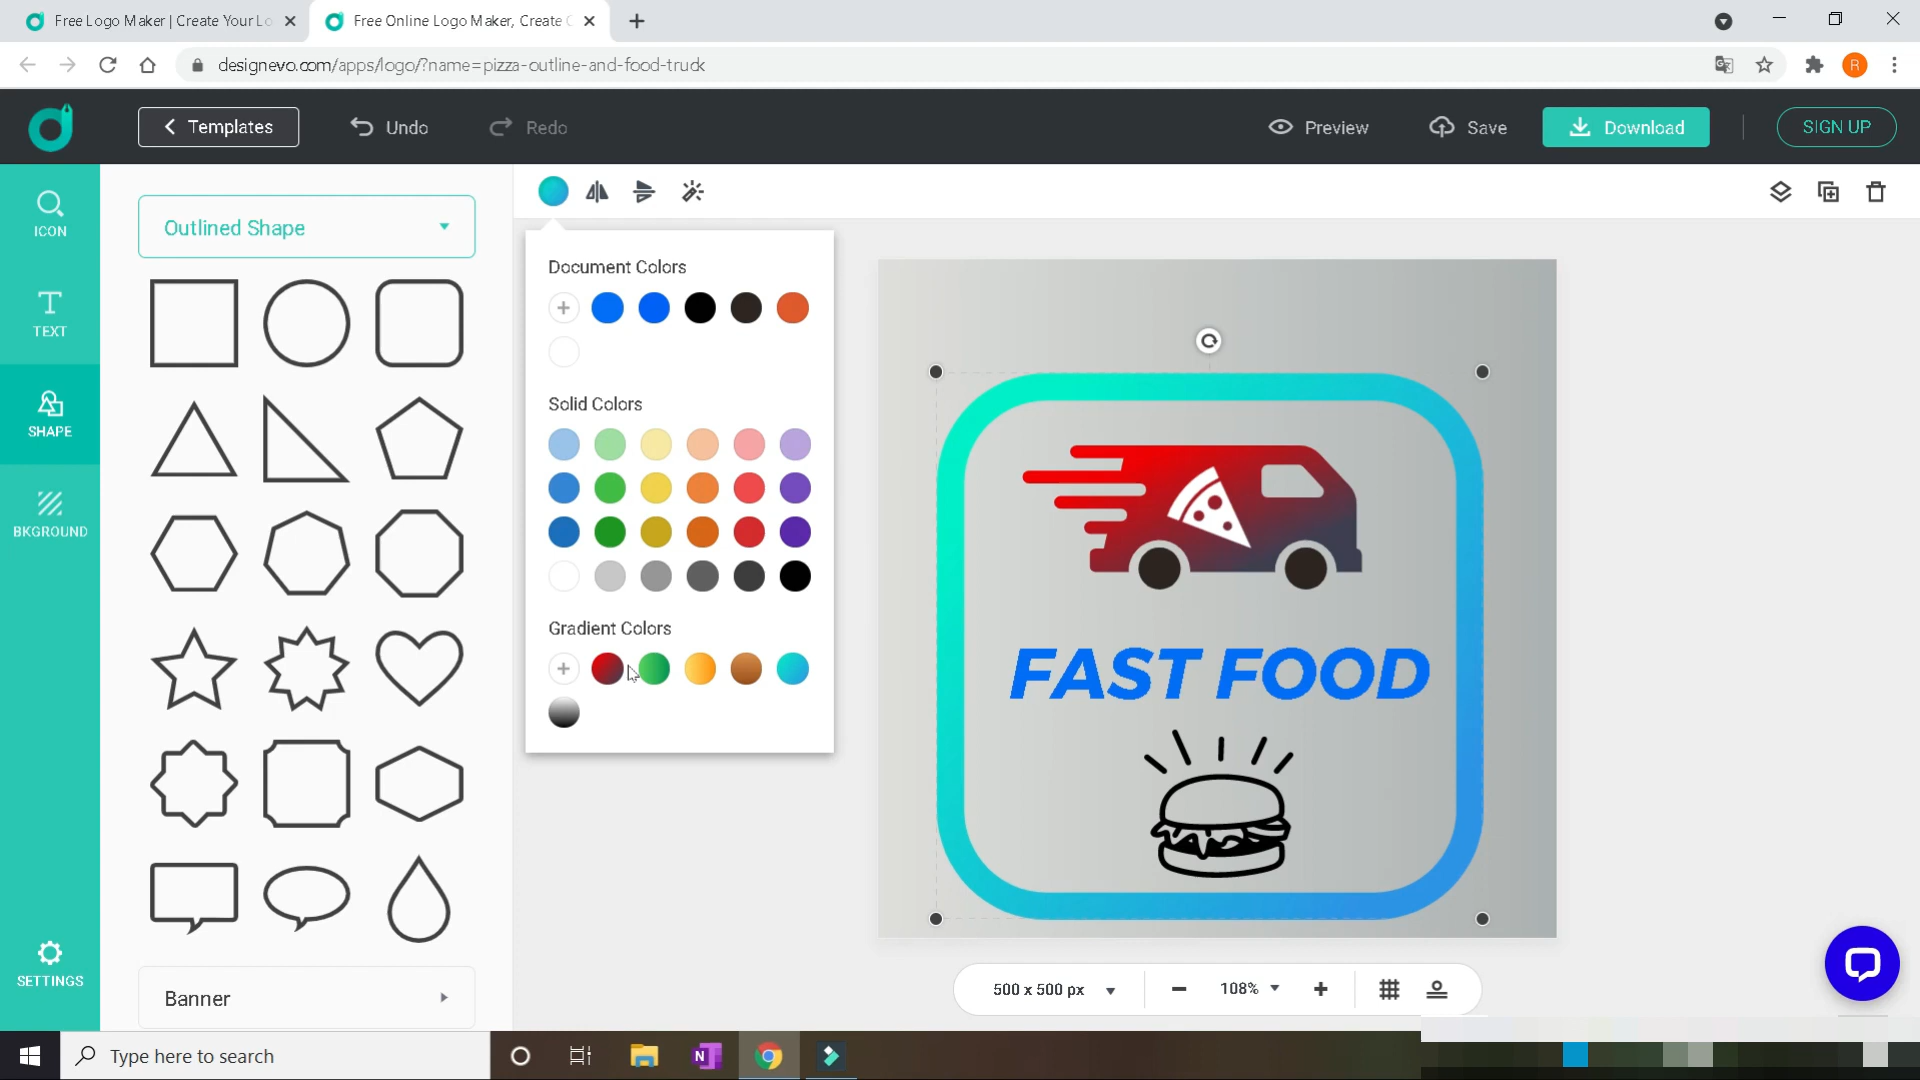 Free Logo Maker | Create Your Lo
Free Online Logo Maker, Create C
designevo.com/apps/logo/?name=pizza-outline-and-food-truck
R
Templates
Undo
Redo
Preview
Save
Download
SIGN UP
ICON
TEXT
SHAPE
BKGROUND
SETTINGS
Outlined Shape
Banner
Document Colors
Solid Colors
Gradient Colors
FAST FOOD
500 x 500 px
108%
Type here to search
N